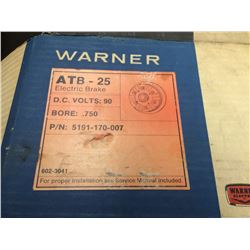 WARNER
ATB - 25
Electric Brake
D.C. VOLTS: 90
BORE: .750
P/N: 5191-170-007
602-3041
For proper installation see Service Manual included.
WARNER
ELECTRIC